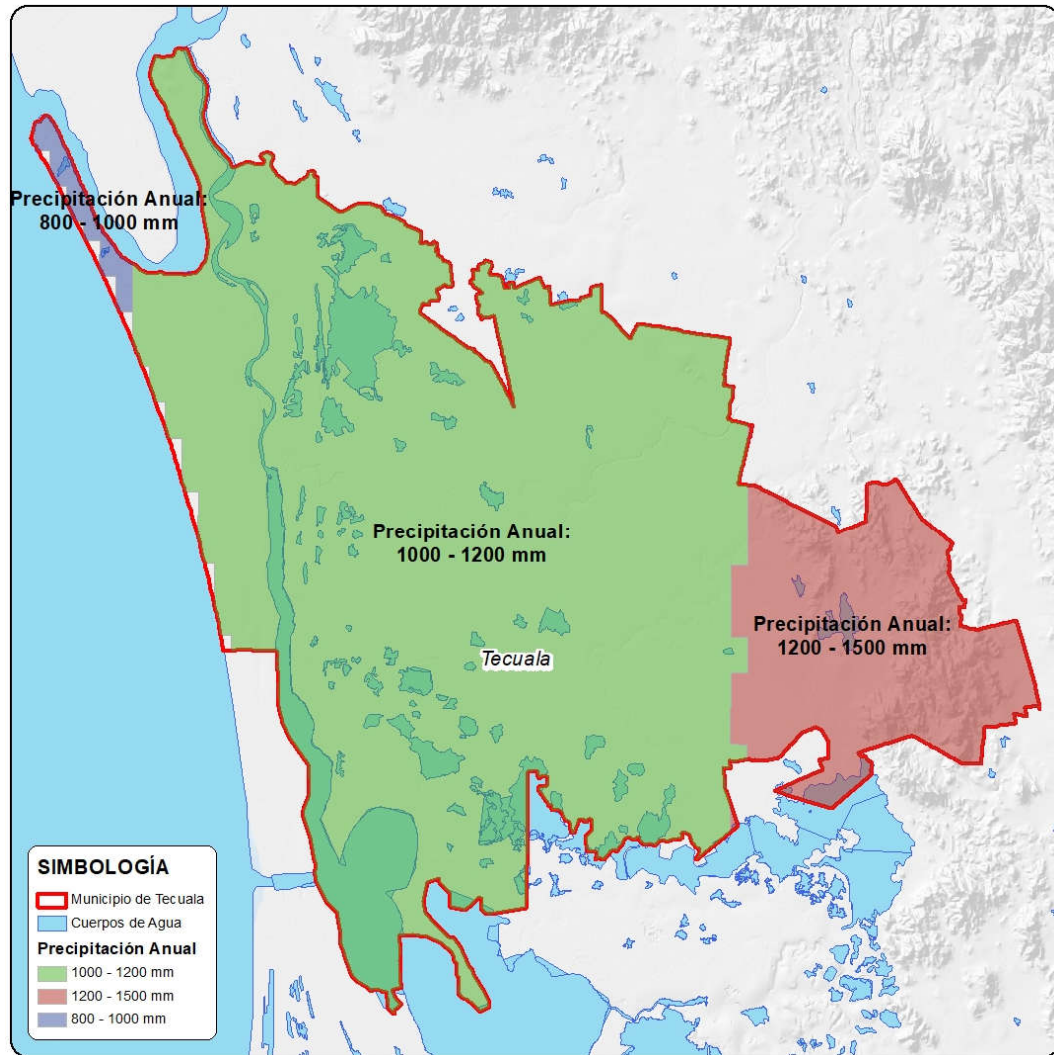 Precipitación Anual:
800 - 1000 mm
Precipitación Anual:
1000 - 1200 mm
Precipitación Anual:
1200 - 1500 mm
Tecuala
SIMBOLOGÍA
Municipio de Tecuala
Cuerpos de Agua
Precipitación Anual
1000 - 1200 mm
1200 - 1500 mm
800 - 1000 mm